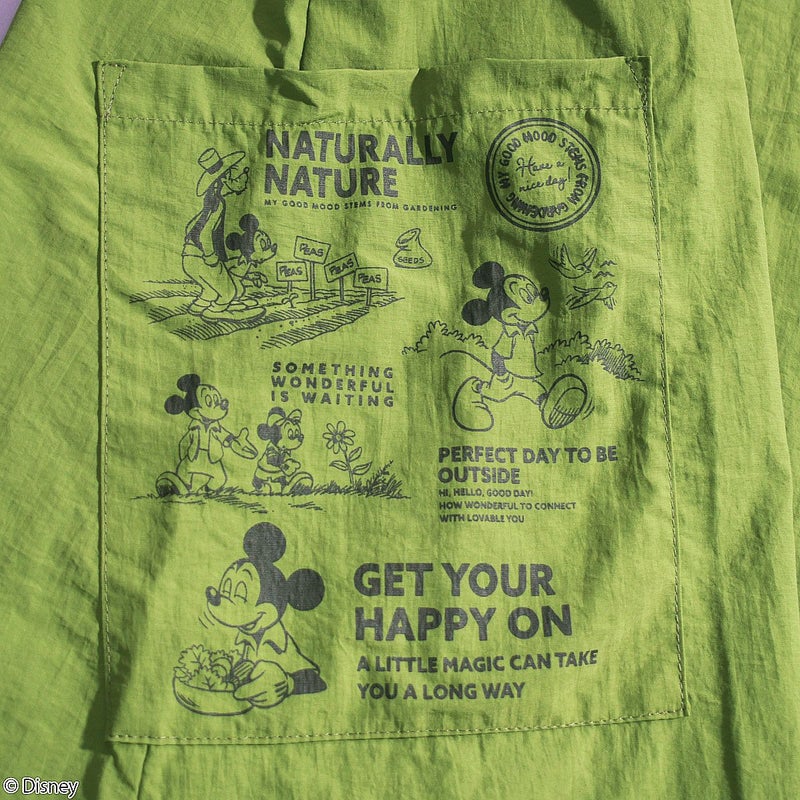 NATURALLY
NATURE
MY GOOD MOOD STEMS FROM GARDENING
MY GOOD MOOD STEMS FROM GARDENING
Have a
nice day!
PEAS
PEAS
PEAS
PEAS
SEEDS
SOMETHING
WONDERFUL
IS WAITING
PERFECT DAY TO BE
OUTSIDE
HI, HELLO, GOOD DAY!
HOW WONDERFUL TO CONNECT
WITH LOVABLE YOU
GET YOUR
HAPPY ON
A LITTLE MAGIC CAN TAKE
YOU A LONG WAY
© Disney